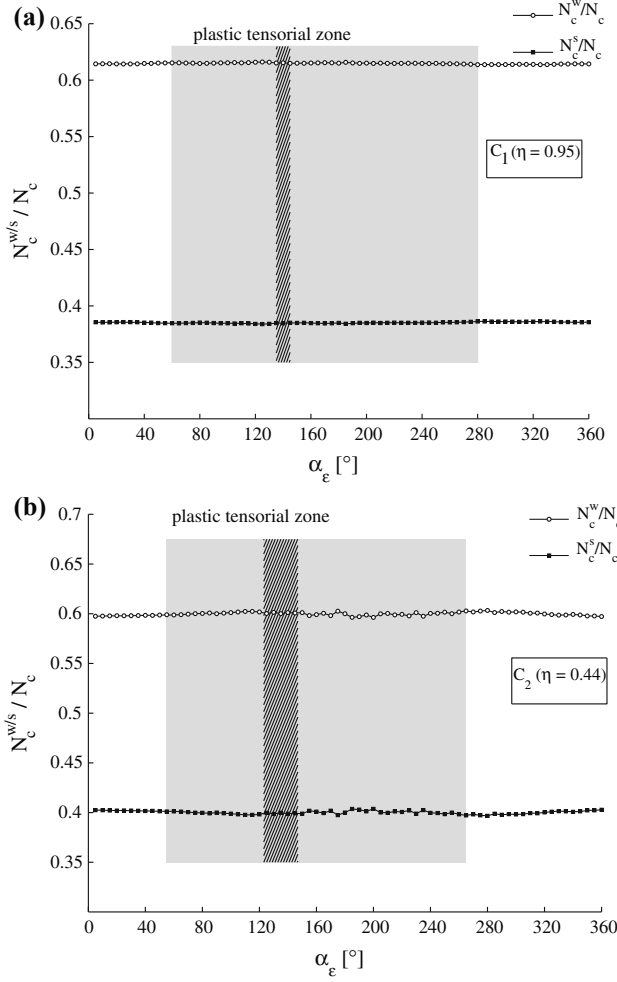 (a)
N_c^w/N_c
plastic tensorial zone
N_c^s/N_c
0.65
0.6
0.55
0.5
0.45
0.4
0.35
N_c^{w/s} / N_c
C_1 (η = 0.95)
0 40 80 120 160 200 240 280 320 360
α_ε [°]
(b)
N_c^w/N_c
plastic tensorial zone
N_c^s/N_c
0.7
0.65
0.6
0.55
0.5
0.45
0.4
0.35
N_c^{w/s} / N_c
C_2 (η = 0.44)
0 40 80 120 160 200 240 280 320 360
α_ε [°]